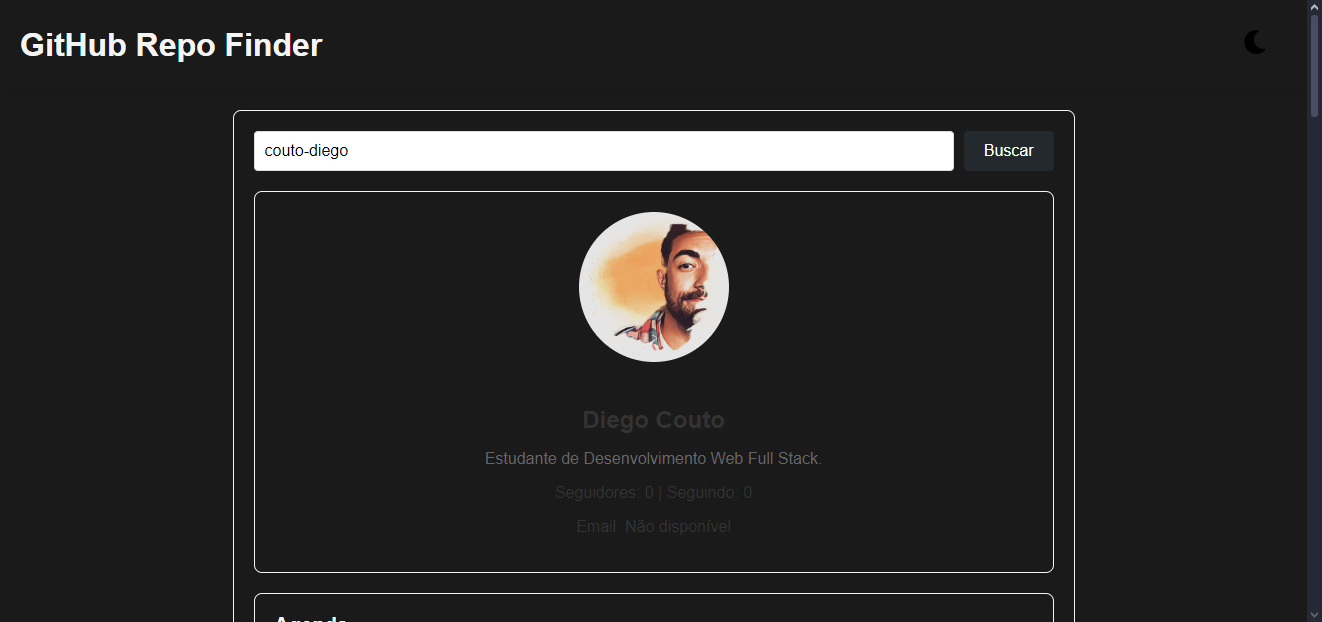 GitHub Repo Finder
couto-diego
Buscar
Diego Couto
Estudante de Desenvolvimento Web Full Stack.
Seguidores: 0 | Seguindo: 0
Email: Não disponível